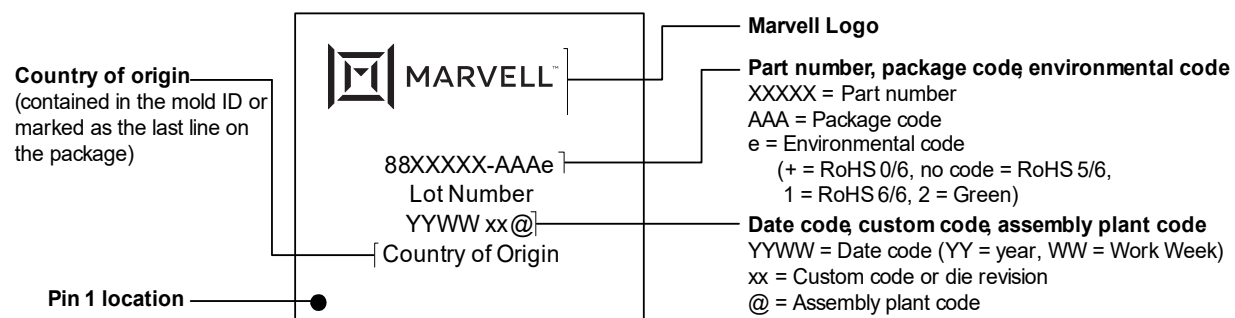 Country of origin
(contained in the mold ID or
marked as the last line on
the package)
Pin 1 location
MARVELL™
88XXXXX-AAAe
Lot Number
YYWW xx@
Country of Origin
Marvell Logo
Part number, package code, environmental code
XXXXX = Part number
AAA = Package code
e = Environmental code
(+ = RoHS 0/6, no code = RoHS 5/6,
1 = RoHS 6/6, 2 = Green)
Date code, custom code, assembly plant code
YYWW = Date code (YY = year, WW = Work Week)
xx = Custom code or die revision
@ = Assembly plant code